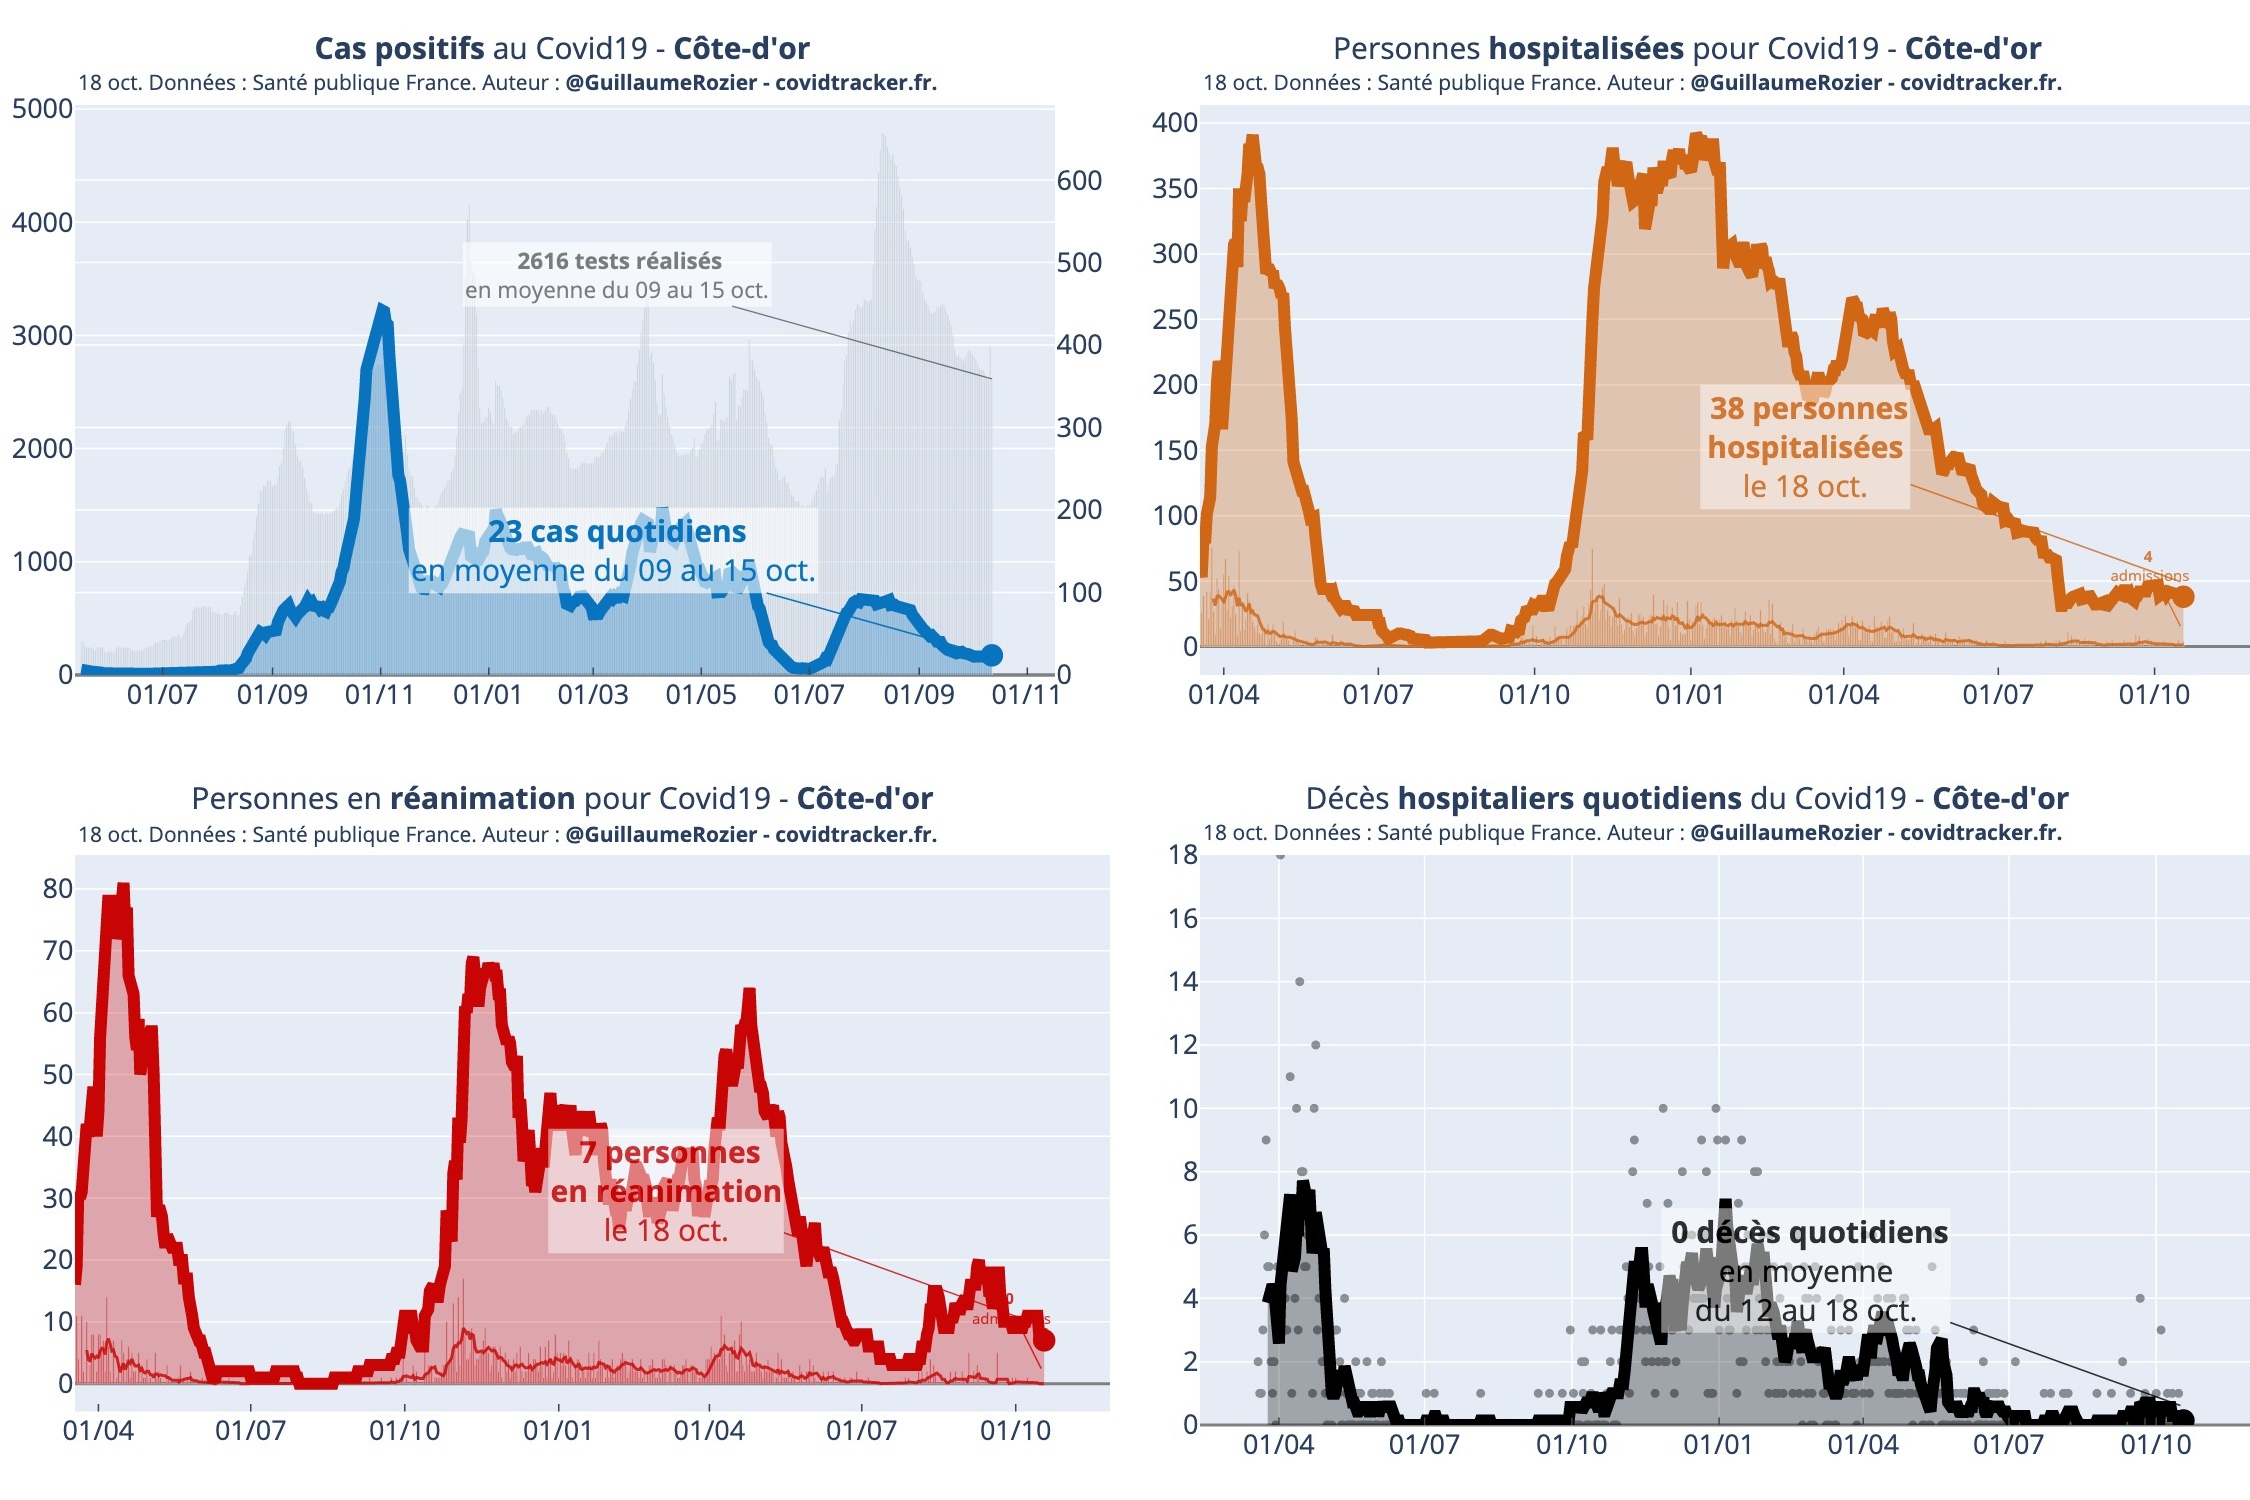 Cas positifs au Covid19 - Côte-d'or
18 oct. Données : Santé publique France. Auteur : @GuillaumeRozier - covidtracker.fr.
5000
4000
3000
2000
1000
0
600
500
400
300
200
100
0
2616 tests réalisés
en moyenne du 09 au 15 oct.
23 cas quotidiens
en moyenne du 09 au 15 oct.
01/07 01/09 01/11 01/01 01/03 01/05 01/07 01/09 01/11
Personnes hospitalisées pour Covid19 - Côte-d'or
18 oct. Données : Santé publique France. Auteur : @GuillaumeRozier - covidtracker.fr.
400
350
300
250
200
150
100
50
0
38 personnes
hospitalisées
le 18 oct.
4
admissions
01/04 01/07 01/10 01/01 01/04 01/07 01/10
Personnes en réanimation pour Covid19 - Côte-d'or
18 oct. Données : Santé publique France. Auteur : @GuillaumeRozier - covidtracker.fr.
80
70
60
50
40
30
20
10
0
7 personnes
en réanimation
le 18 oct.
0
01/04 01/07 01/10 01/01 01/04 01/07 01/10
Décès hospitaliers quotidiens du Covid19 - Côte-d'or
18 oct. Données : Santé publique France. Auteur : @GuillaumeRozier - covidtracker.fr.
18
16
14
12
10
8
6
4
2
0
0 décès quotidiens
en moyenne
du 12 au 18 oct.
01/04 01/07 01/10 01/01 01/04 01/07 01/10